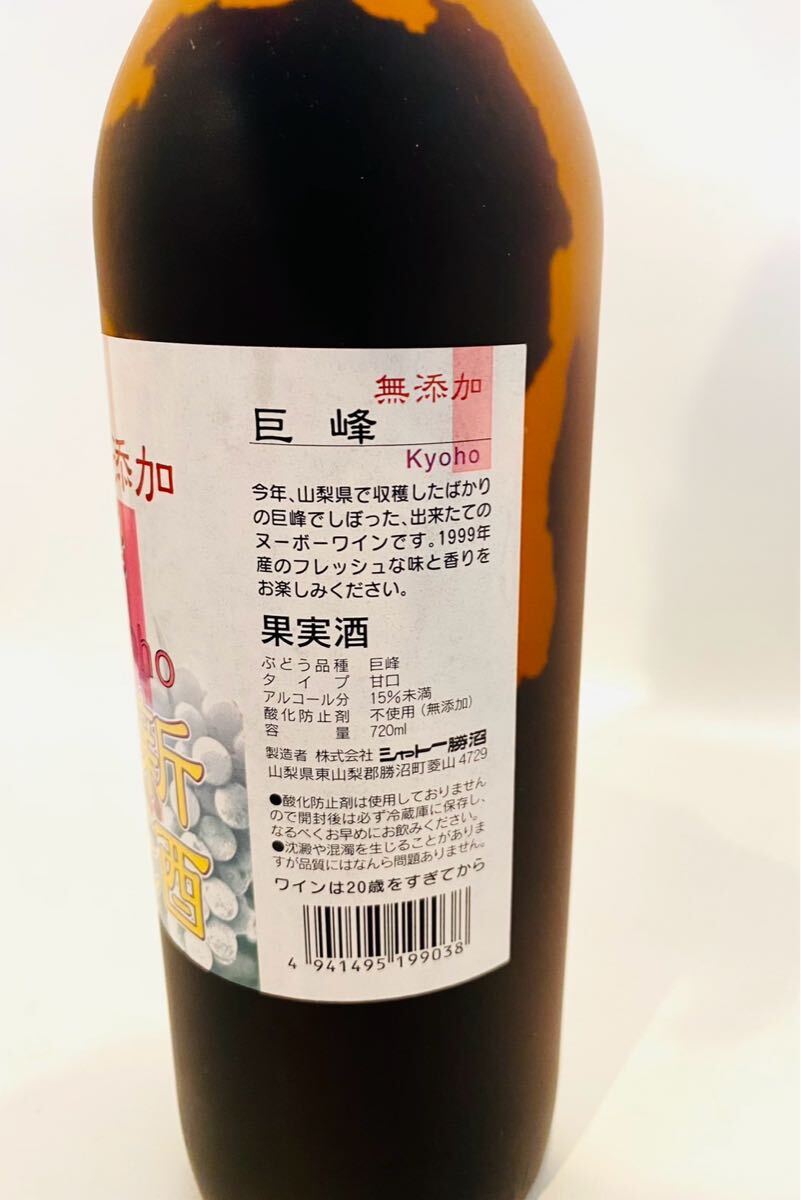 無添加
巨峰
Kyoho
今年、山梨県で収穫したばかり
の巨峰でしぼった、出来たての
ヌーボーワインです。1999年
産のフレッシュな味と香りを
お楽しみください。
果実酒
ぶどう品種 巨峰
タイプ 甘口
アルコール分 15%未満
酸化防止剤 不使用(無添加)
容量 720ml
製造者 株式会社 シャトー勝沼
山梨県東山梨郡勝沼町菱山4729
●酸化防止剤は使用しておりません
ので開封後は必ず冷蔵庫に保存し、
なるべくお早めにお飲みください。
●沈澱や混濁を生じることがありま
すが品質にはなんら問題ありません。
ワインは20歳をすぎてから
4 941495 199038
添加
ho
新
酒